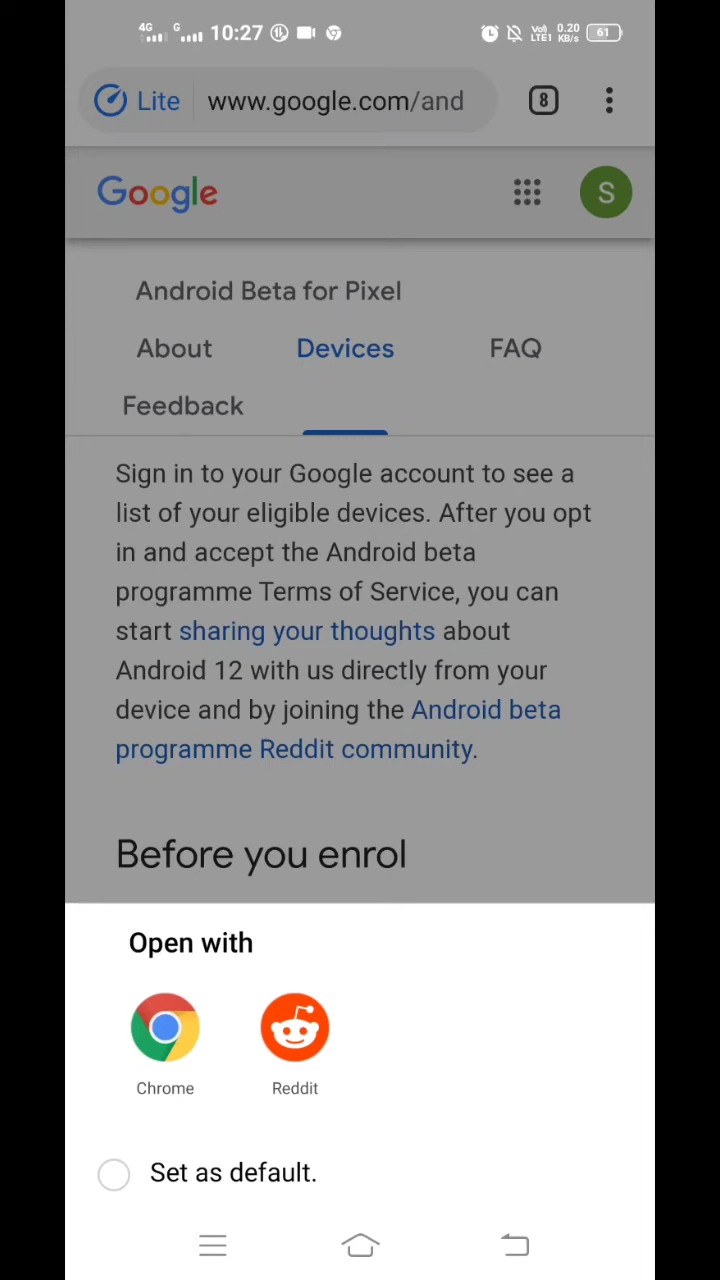 4G G 10:27 Vo) LTE1 0.20 KB/s 61
Lite www.google.com/and 8
Google S
Android Beta for Pixel
About Devices FAQ
Feedback
Sign in to your Google account to see a
list of your eligible devices. After you opt
in and accept the Android beta
programme Terms of Service, you can
start sharing your thoughts about
Android 12 with us directly from your
device and by joining the Android beta
programme Reddit community.
Before you enrol
Open with
Chrome Reddit
Set as default.